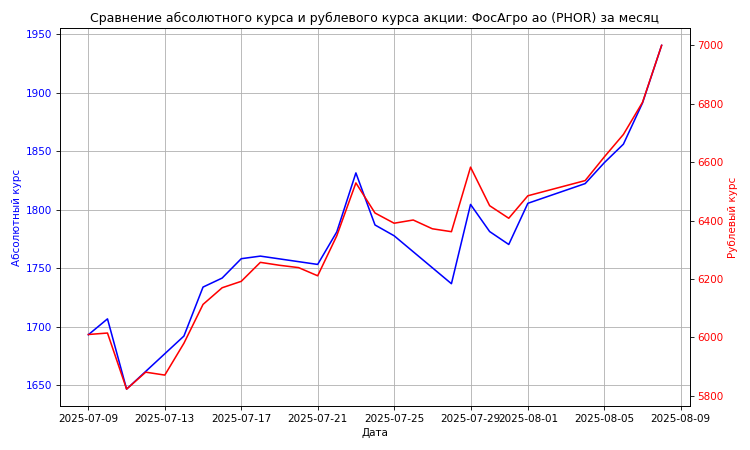 Сравнение абсолютного курса и рублевого курса акции: ФосАгро ао (PHOR) за месяц
1950
1900
1850
1800
1750
1700
1650
Абсолютный курс
7000
6800
6600
6400
6200
6000
5800
Рублевый курс
2025-07-09 2025-07-13 2025-07-17 2025-07-21 2025-07-25 2025-07-29 2025-08-01 2025-08-05 2025-08-09
Дата